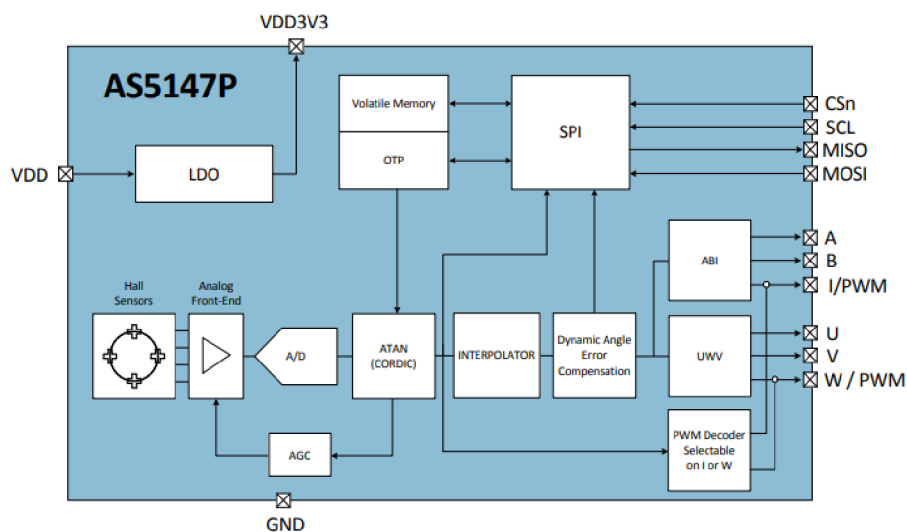 VDD3V3
AS5147P
VDD
LDO
Volatile Memory
OTP
SPI
CSn
SCL
MISO
MOSI
Hall
Sensors
Analog
Front-End
A/D
ATAN
(CORDIC)
INTERPOLATOR
Dynamic Angle
Error
Compensation
ABI
A
B
I/PWM
UWV
U
V
W / PWM
AGC
PWM Decoder
Selectable
on I or W
GND